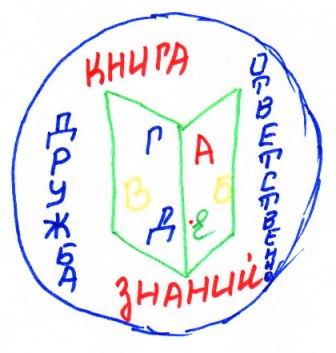 КНИГА
ДРУЖБА
Г А
В Б
Д
ОТВЕТСТВЕННО
ЗНАНИЙ